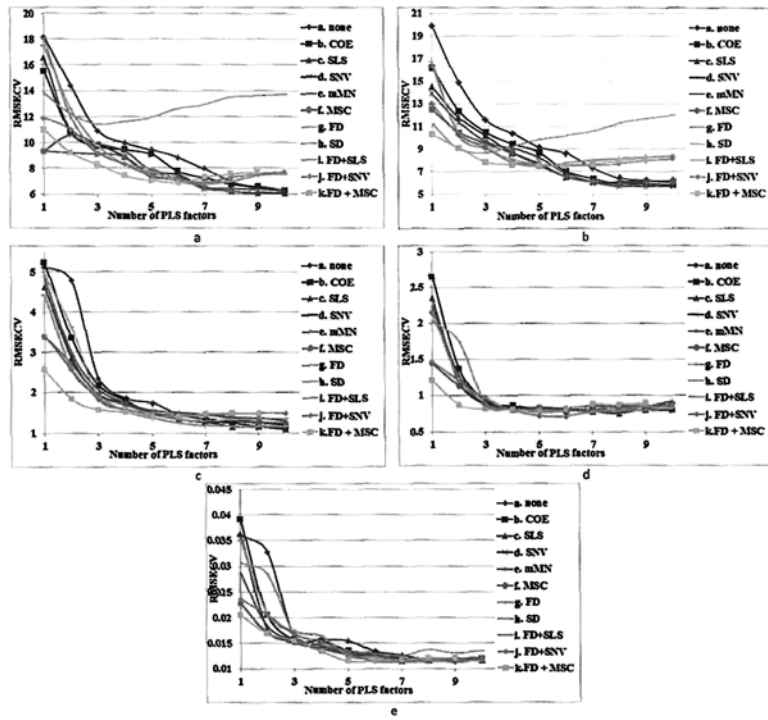 20
18
16
14
12
10
8
6
RMSECV
1 3 5 7 9
Number of PLS factors
a. none
b. COE
c. SLS
d. SNV
e. mMN
f. MSC
g. FD
h. SD
i. FD+SLS
j. FD+SNV
k.FD + MSC
a
21
19
17
15
13
11
9
7
5
RMSECV
1 3 5 7 9
Number of PLS factors
a. none
b. COE
c. SLS
d. SNV
e. mMN
f. MSC
g. FD
h. SD
i. FD+SLS
j. FD+SNV
k.FD + MSC
b
5
4
3
2
1
RMSECV
1 3 5 7 9
Number of PLS factors
a. none
b. COE
c. SLS
d. SNV
e. mMN
f. MSC
g. FD
h. SD
i. FD+SLS
j. FD+SNV
k.FD + MSC
c
3
2.5
2
1.5
1
0.5
RMSECV
1 3 5 7 9
Number of PLS factors
a. none
b. COE
c. SLS
d. SNV
e. mMN
f. MSC
g. FD
h. SD
i. FD+SLS
j. FD+SNV
k.FD + MSC
d
0.045
0.04
0.035
0.03
0.025
0.02
0.015
0.01
RMSECV
1 3 5 7 9
Number of PLS factors
a. none
b. COE
c. SLS
d. SNV
e. mMN
f. MSC
g. FD
h. SD
i. FD+SLS
j. FD+SNV
k.FD + MSC
e